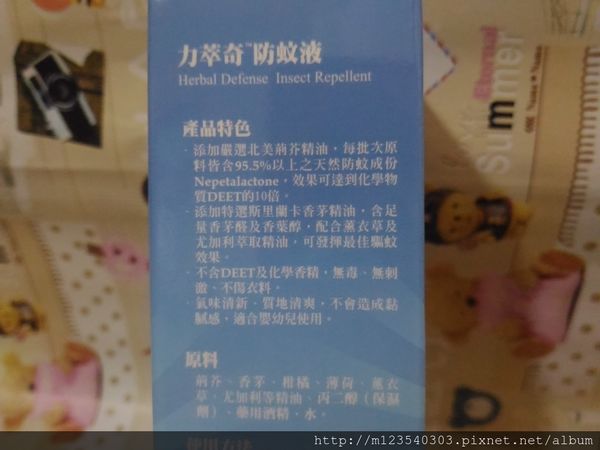 力萃奇™防蚊液
Herbal Defense Insect Repellent
產品特色
· 添加嚴選北美荊芥精油，每批次原
料皆含95.5%以上之天然防蚊成份
Nepetalactone，效果可達到化學物
質DEET的10倍。
· 添加特選斯里蘭卡香茅精油，含足
量香茅醛及香葉醇，配合薰衣草及
尤加利萃取精油，可發揮最佳驅蚊
效果。
· 不含DEET及化學香精，無毒、無刺
激、不傷衣料。
· 氣味清新、質地清爽，不會造成黏
膩感，適合嬰幼兒使用。
原料
荊芥、香茅、柑橘、薄荷、薰衣
草、尤加利等精油、丙二醇（保濕
劑）、藥用酒精、水。
使用方法
Eternal
Summer
http://m123540303.pixnet.net/album